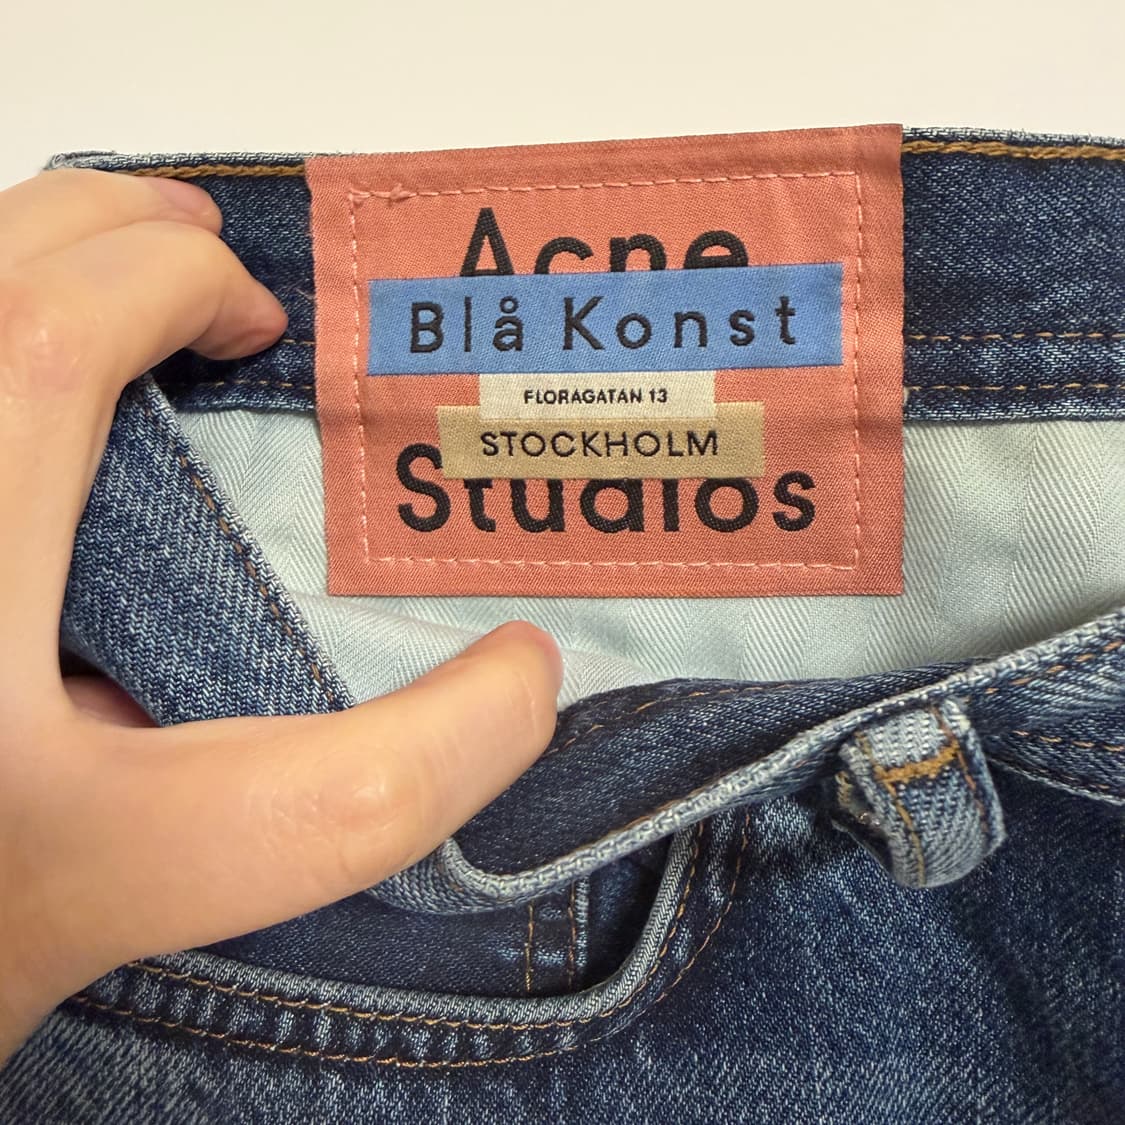 Acne
Blå Konst
FLORAGATAN 13
STOCKHOLM
Studios